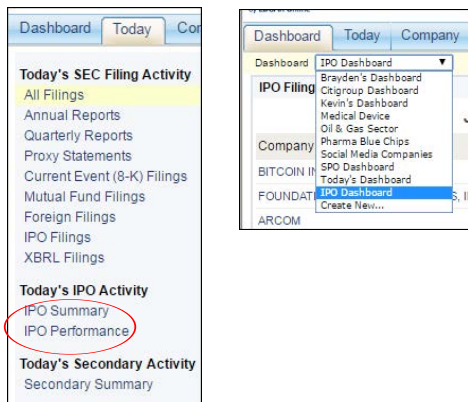 Dashboard Today Co
Today's SEC Filing Activity
All Filings
Annual Reports
Quarterly Reports
Proxy Statements
Current Event (8-K) Filings
Mutual Fund Filings
Foreign Filings
IPO Filings
XBRL Filings
Today's IPO Activity
IPO Summary
IPO Performance
Today's Secondary Activity
Secondary Summary
Dashboard Today Company
Dashboard IPO Dashboard
Brayden's Dashboard
Citigroup Dashboard
Kevin's Dashboard
Medical Device
Oil & Gas Sector
Pharma Blue Chips
Social Media Companies
SPO Dashboard
Today's Dashboard
IPO Dashboard
Create New...
IPO Filing
Company
BITCOIN IN
FOUNDATI S, I
ARCOM